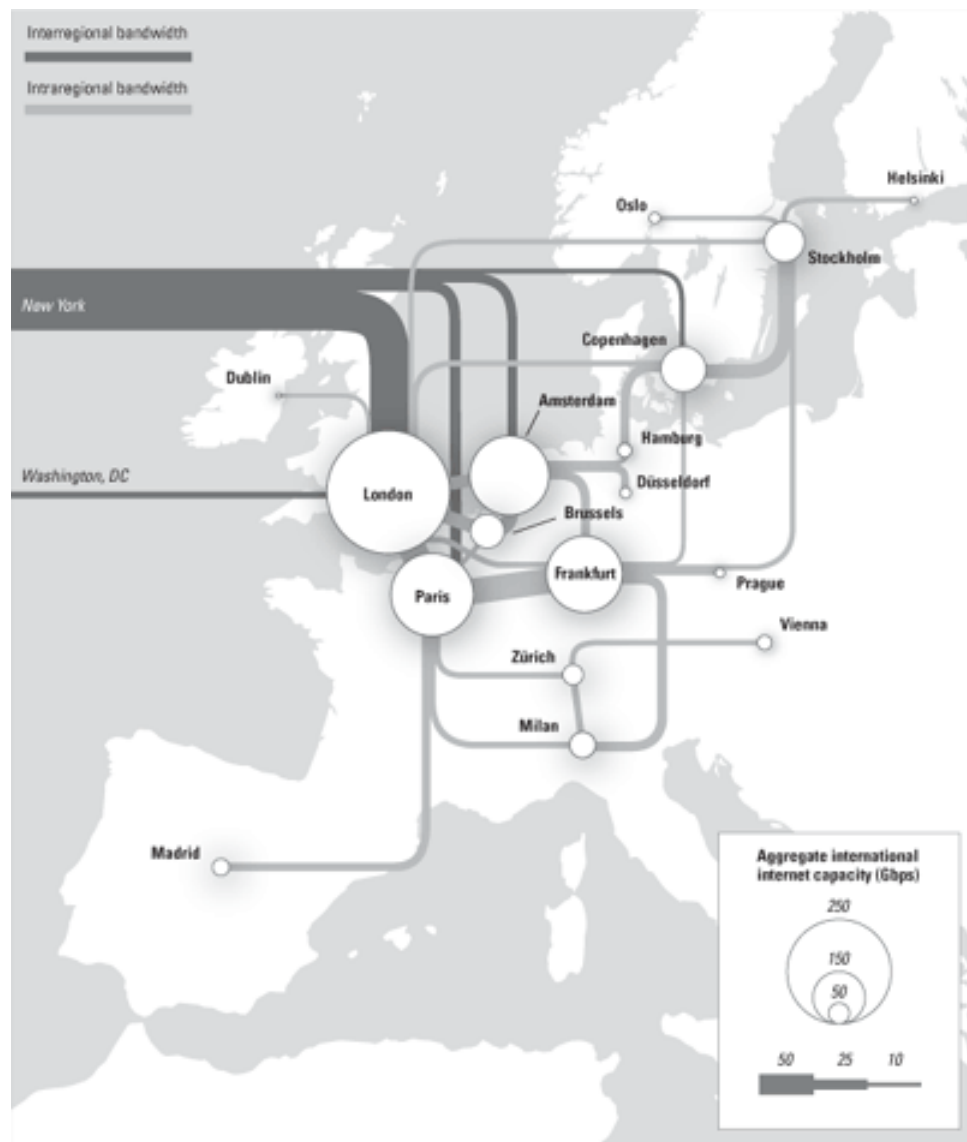 Interregional bandwidth
Intraregional bandwidth
Helsinki
Oslo
Stockholm
New York
Copenhagen
Dublin
Amsterdam
Hamburg
Washington, DC
Düsseldorf
London
Brussels
Frankfurt
Prague
Paris
Vienna
Zürich
Milan
Madrid
Aggregate international
internet capacity (Gbps)
250
150
50
50 25 10